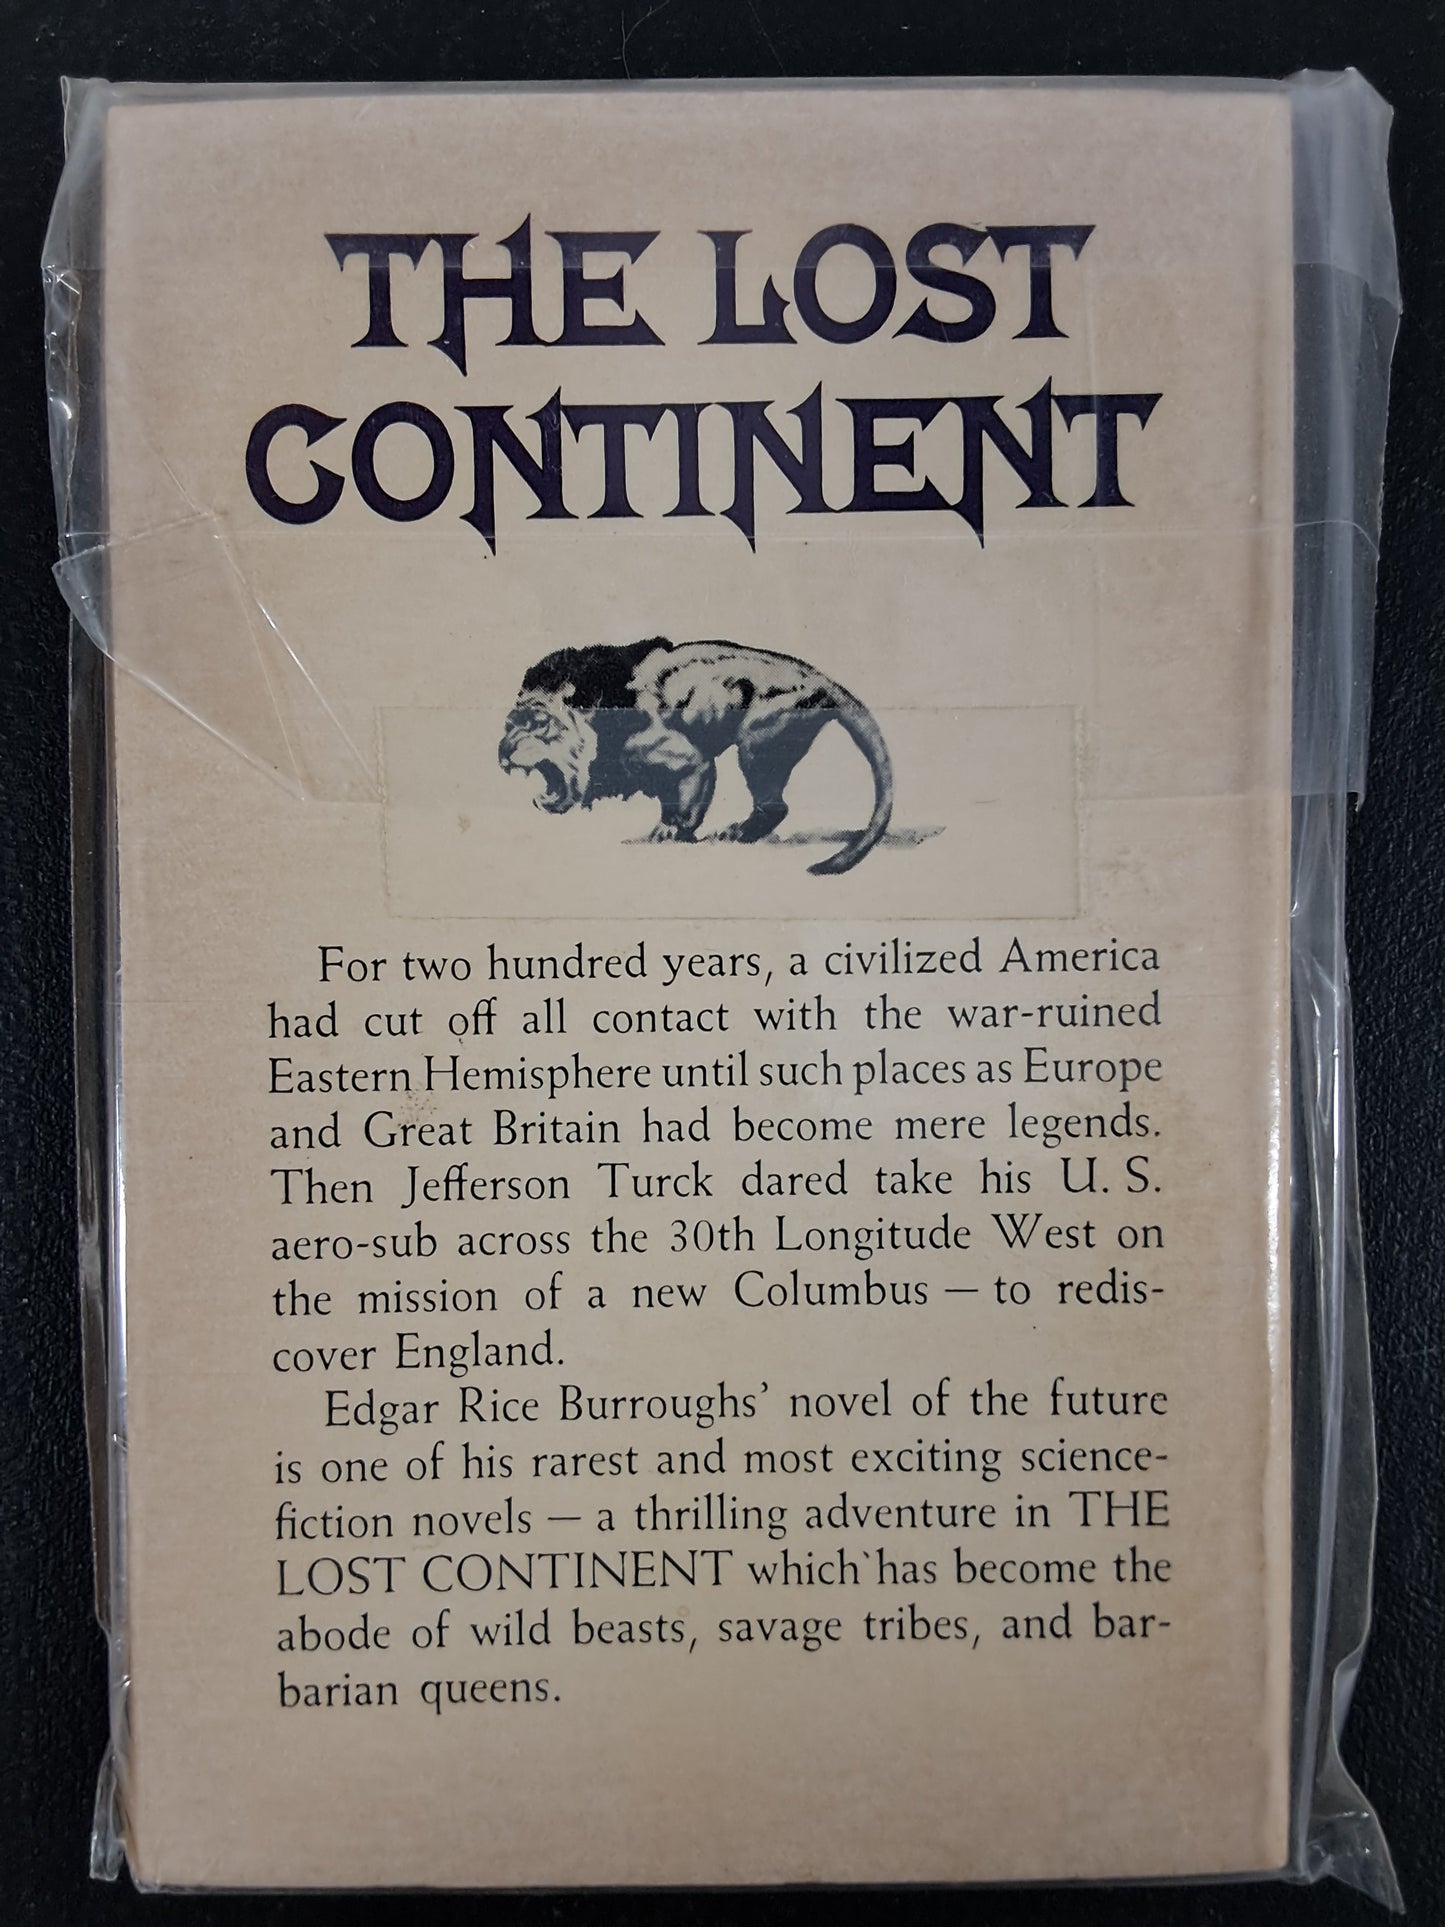 THE LOST
CONTINENT
For two hundred years, a civilized America
had cut off all contact with the war-ruined
Eastern Hemisphere until such places as Europe
and Great Britain had become mere legends.
Then Jefferson Turck dared take his U. S.
aero-sub across the 30th Longitude West on
the mission of a new Columbus — to redis-
cover England.
Edgar Rice Burroughs’ novel of the future
is one of his rarest and most exciting science-
fiction novels — a thrilling adventure in THE
LOST CONTINENT which has become the
abode of wild beasts, savage tribes, and bar-
barian queens.